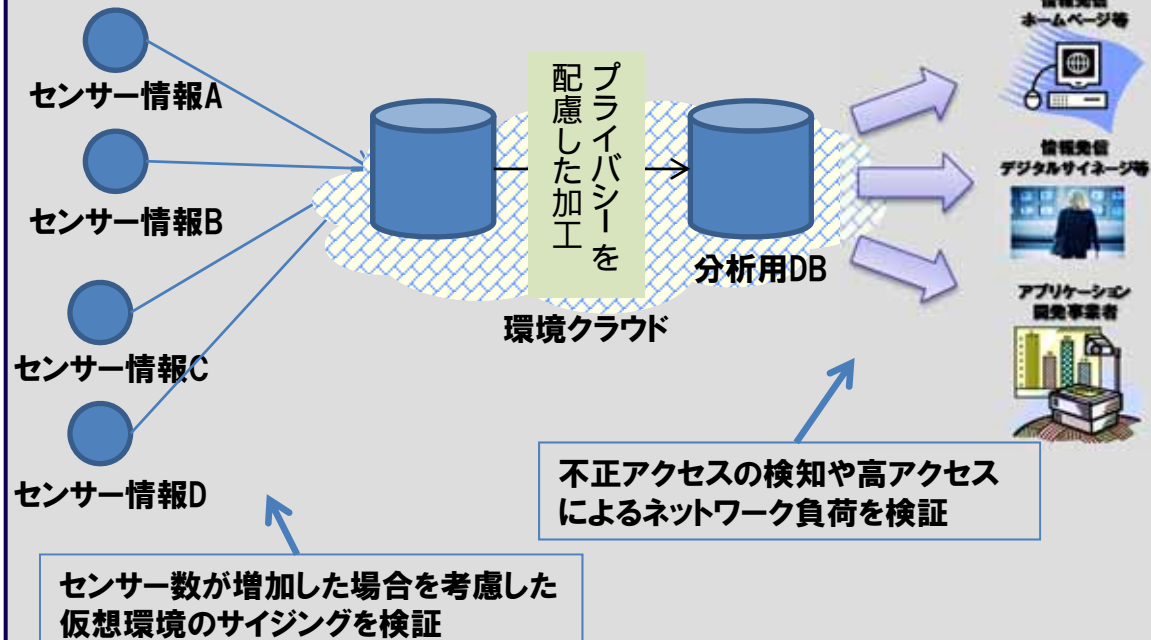 センサー情報A
センサー情報B
センサー情報C
センサー情報D
プライバシーを
配慮した加工
分析用DB
環境クラウド
情報発信
ホームページ等
情報発信
デジタルサイネージ等
アプリケーション
開発事業者
不正アクセスの検知や高アクセス
によるネットワーク負荷を検証
センサー数が増加した場合を考慮した
仮想環境のサイジングを検証